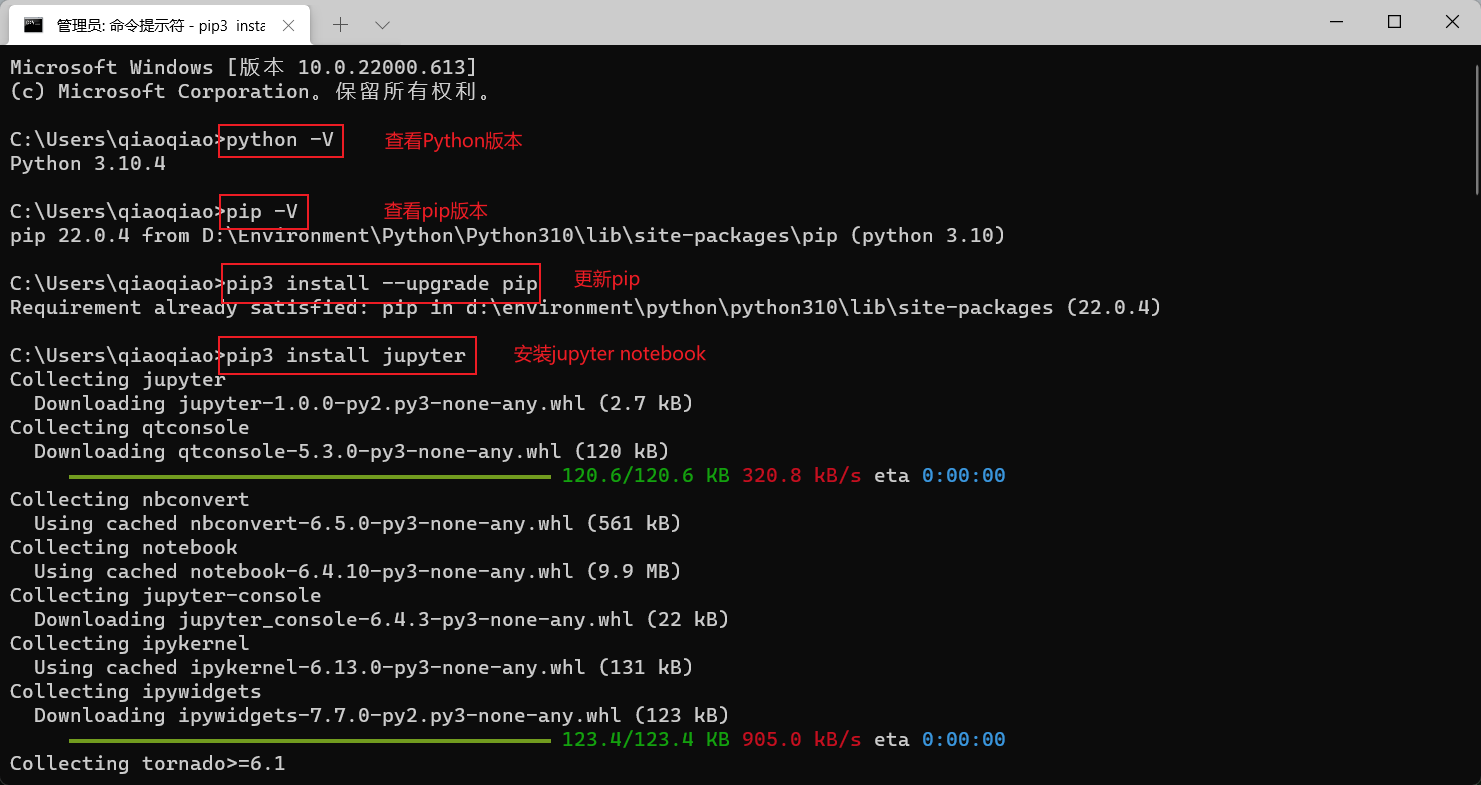 管理员: 命令提示符 - pip3 insta
Microsoft Windows [版本 10.0.22000.613]
(c) Microsoft Corporation。保留所有权利。
C:\Users\qiaoqiao>python -V 查看Python版本
Python 3.10.4
C:\Users\qiaoqiao>pip -V 查看pip版本
pip 22.0.4 from D:\Environment\Python\Python310\lib\site-packages\pip (python 3.10)
C:\Users\qiaoqiao>pip3 install --upgrade pip 更新pip
Requirement already satisfied: pip in d:\environment\python\python310\lib\site-packages (22.0.4)
C:\Users\qiaoqiao>pip3 install jupyter 安装jupyter notebook
Collecting jupyter
Downloading jupyter-1.0.0-py2.py3-none-any.whl (2.7 kB)
Collecting qtconsole
Downloading qtconsole-5.3.0-py3-none-any.whl (120 kB)
120.6/120.6 KB 320.8 kB/s eta 0:00:00
Collecting nbconvert
Using cached nbconvert-6.5.0-py3-none-any.whl (561 kB)
Collecting notebook
Using cached notebook-6.4.10-py3-none-any.whl (9.9 MB)
Collecting jupyter-console
Downloading jupyter_console-6.4.3-py3-none-any.whl (22 kB)
Collecting ipykernel
Using cached ipykernel-6.13.0-py3-none-any.whl (131 kB)
Collecting ipywidgets
Downloading ipywidgets-7.7.0-py2.py3-none-any.whl (123 kB)
123.4/123.4 KB 905.0 kB/s eta 0:00:00
Collecting tornado>=6.1